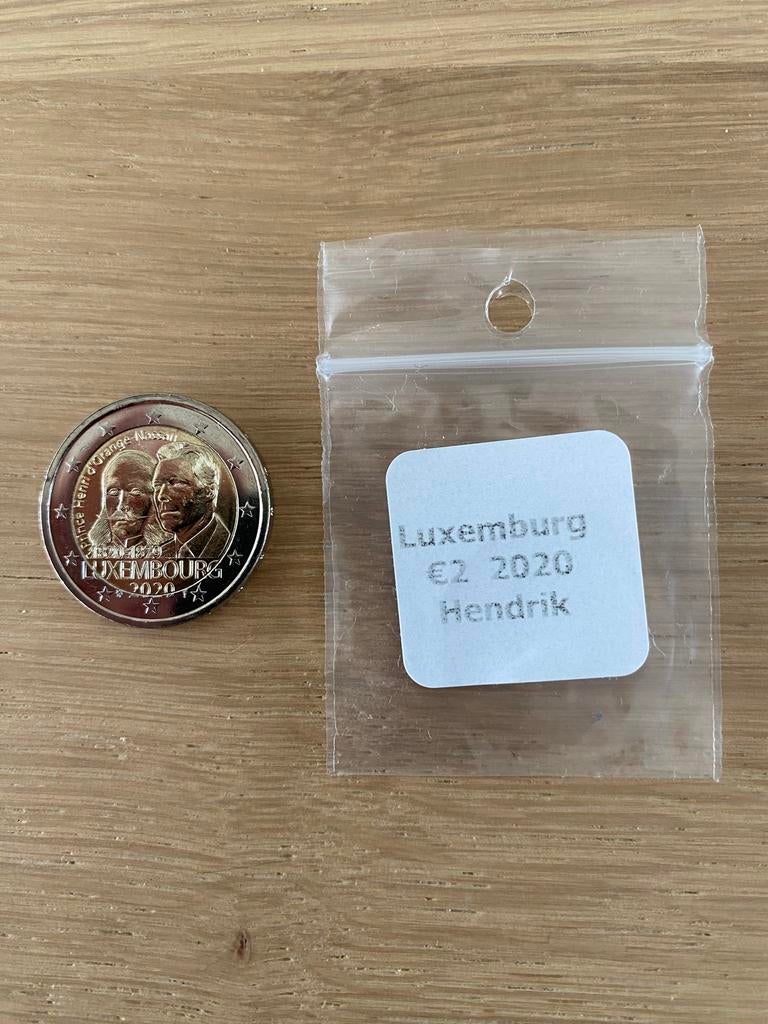 Prince Henri d'Orange-Nassau
1820-1879
LUXEMBOURG
2020
Luxemburg
€2 2020
Hendrik